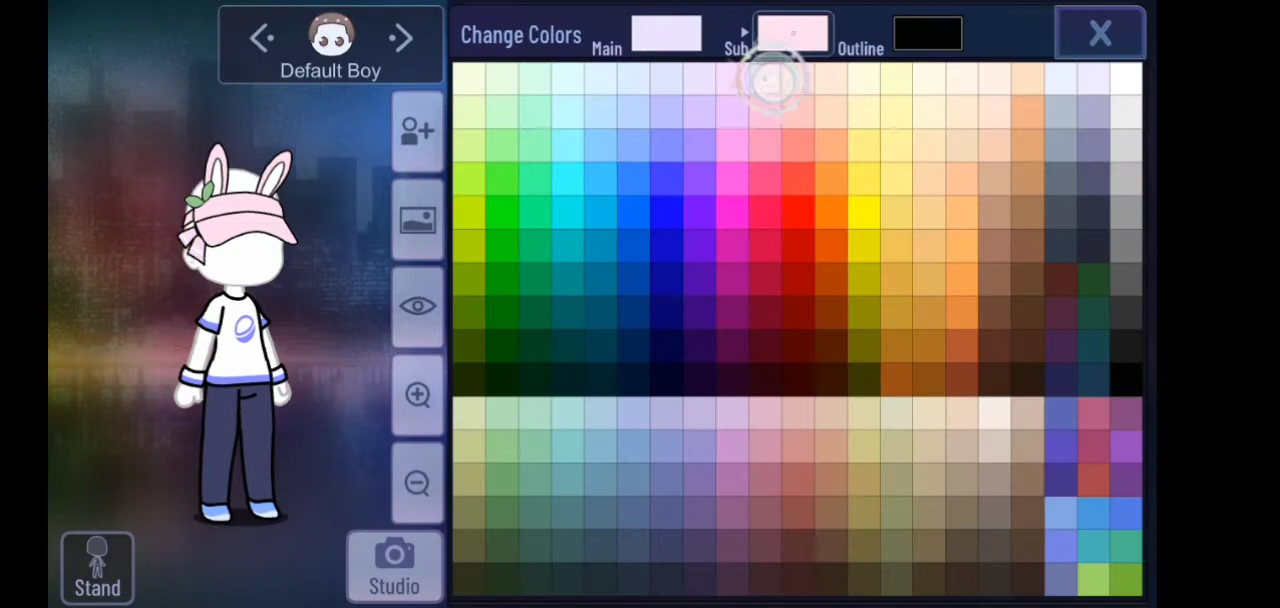 Default Boy
Change Colors
Main
Sub
Outline
X
Stand
Studio